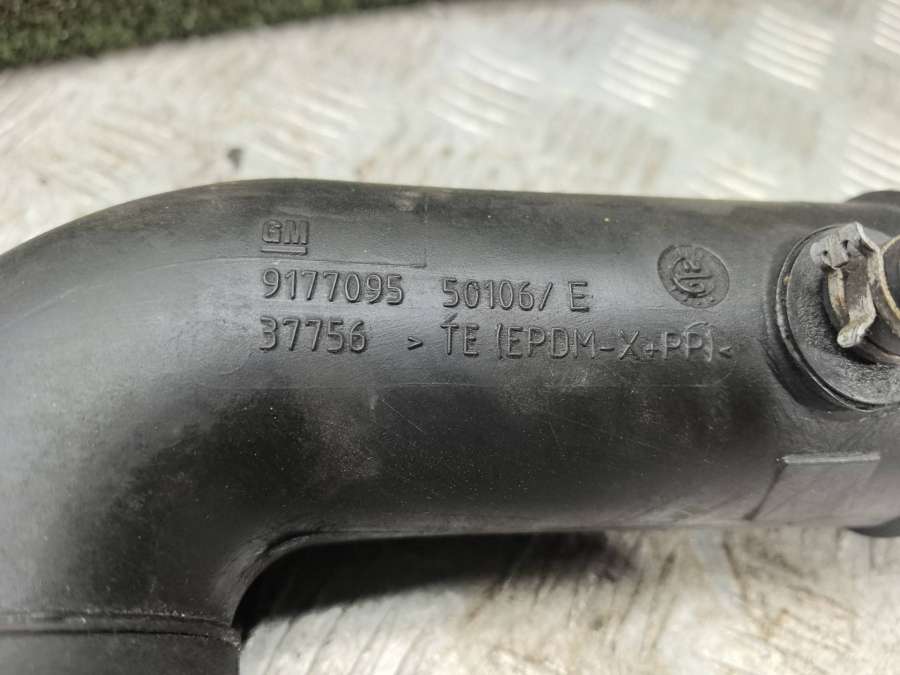 GM
9177095 50106/ E
37756 > TE (EPDM-X+PP)<